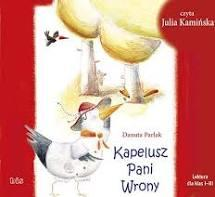 czyta
Julia Kamińska
Danuta Parlak
Kapelusz
Pani
Wrony
Lektura
dla klas I-III